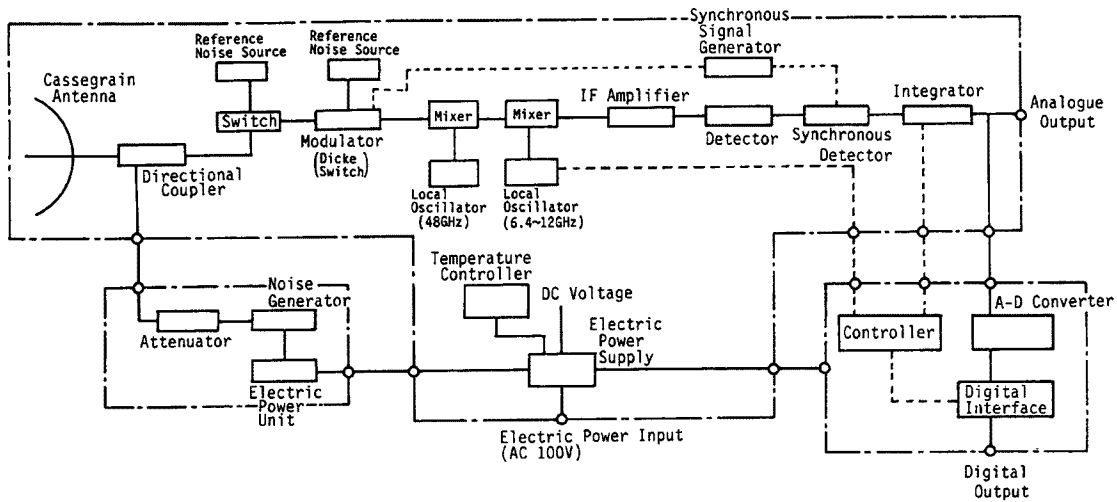 Synchronous
Signal
Generator
Reference
Noise Source
Reference
Noise Source
Cassegrain
Antenna
Switch
Modulator
(Dicke
Switch)
Mixer
Mixer
IF Amplifier
Detector
Synchronous
Detector
Integrator
Analogue
Output
Directional
Coupler
Local
Oscillator
(48GHz)
Local
Oscillator
(6.4~12GHz)
Temperature
Controller
DC Voltage
Noise
Generator
Attenuator
Electric
Power
Unit
Electric
Power
Supply
Electric Power Input
(AC 100V)
Controller
A-D Converter
Digital
Interface
Digital
Output